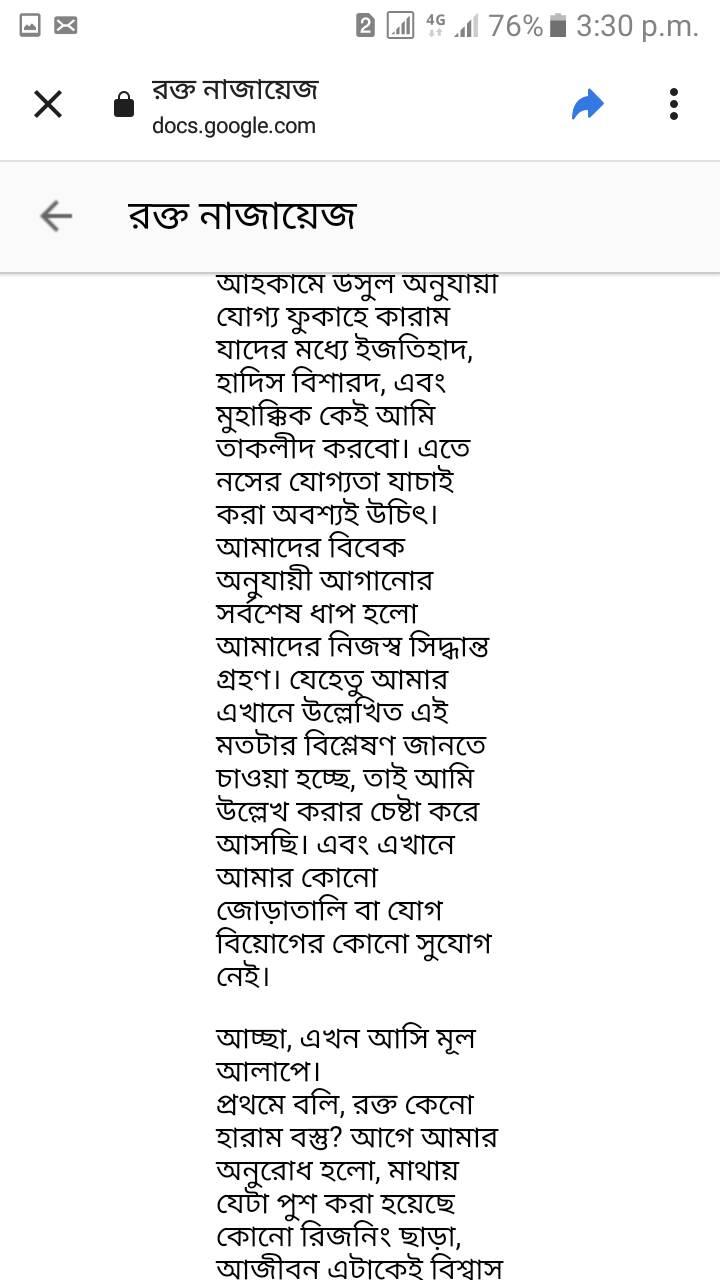 2 4G 76% 3:30 p.m.
রক্ত নাজায়েজ
docs.google.com
রক্ত নাজায়েজ
আহকামে উসুল অনুযায়ী
যোগ্য ফুকাহে কারাম
যাদের মধ্যে ইজতিহাদ,
হাদিস বিশারদ, এবং
মুহাক্কিক কেই আমি
তাকলীদ করবো। এতে
নসের যোগ্যতা যাচাই
করা অবশ্যই উচিৎ।
আমাদের বিবেক
অনুযায়ী আগানোর
সর্বশেষ ধাপ হলো
আমাদের নিজস্ব সিদ্ধান্ত
গ্রহণ। যেহেতু আমার
এখানে উল্লেখিত এই
মতটার বিশ্লেষণ জানতে
চাওয়া হচ্ছে, তাই আমি
উল্লেখ করার চেষ্টা করে
আসছি। এবং এখানে
আমার কোনো
জোড়াতালি বা যোগ
বিয়োগের কোনো সুযোগ
নেই।
আচ্ছা, এখন আসি মূল
আলাপে।
প্রথমে বলি, রক্ত কেনো
হারাম বস্তু? আগে আমার
অনুরোধ হলো, মাথায়
যেটা পুশ করা হয়েছে
কোনো রিজনিং ছাড়া,
আজীবন এটাকেই বিশ্বাস